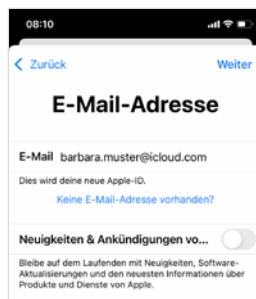 08:10
Zurück
Weiter
E-Mail-Adresse
E-Mail barbara.muster@icloud.com
Dies wird deine neue Apple-ID.
Keine E-Mail-Adresse vorhanden?
Neuigkeiten & Ankündigungen vo...
Bleibe auf dem Laufenden mit Neuigkeiten, Software-
Aktualisierungen und den neuesten Informationen über
Produkte und Dienste von Apple.